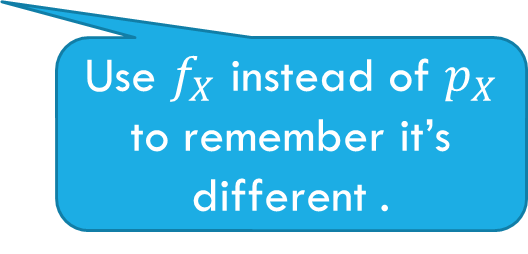 Use 𝑓𝑋 instead of 𝑝𝑋
to remember it's
different .